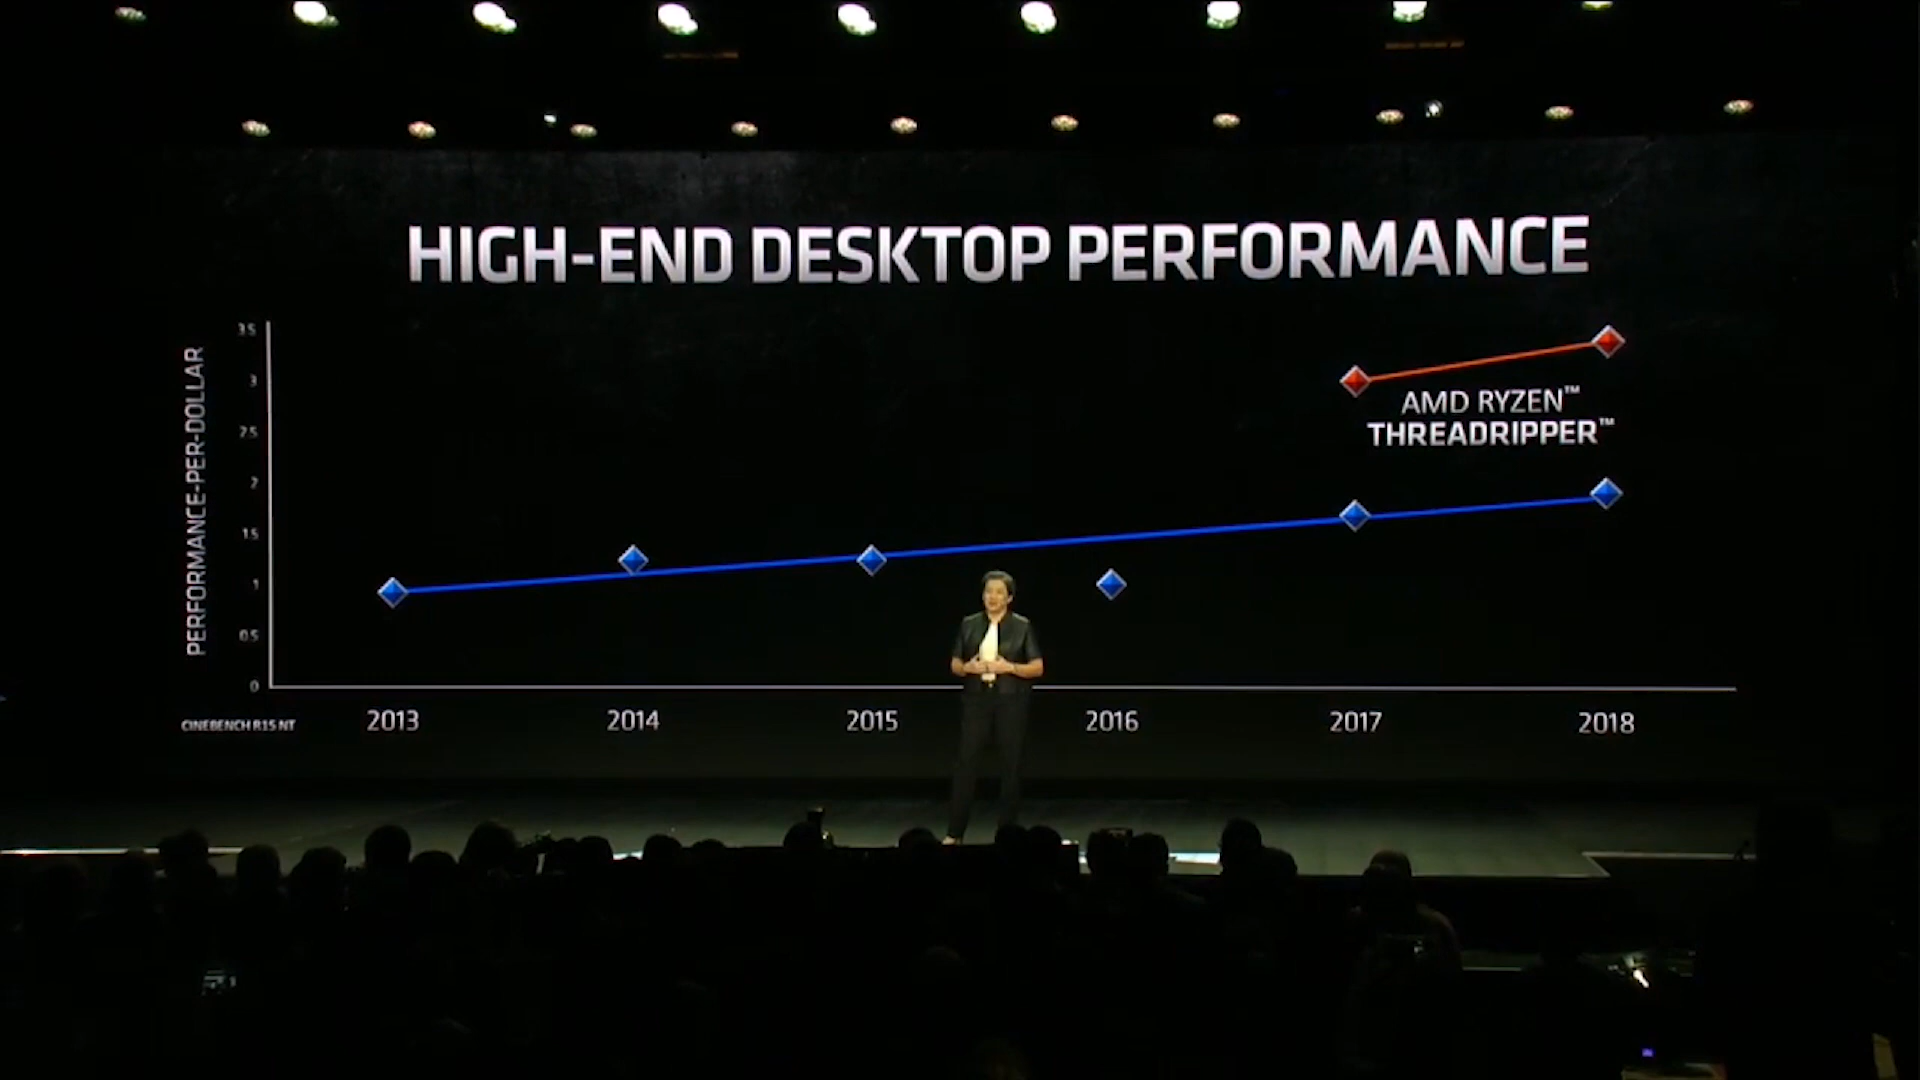 HIGH-END DESKTOP PERFORMANCE
PERFORMANCE-PER-DOLLAR
3.5
3
2.5
2
1.5
1
0.5
0
AMD RYZEN™
THREADRIPPER™
CINEBENCH R15 NT
2013 2014 2015 2016 2017 2018